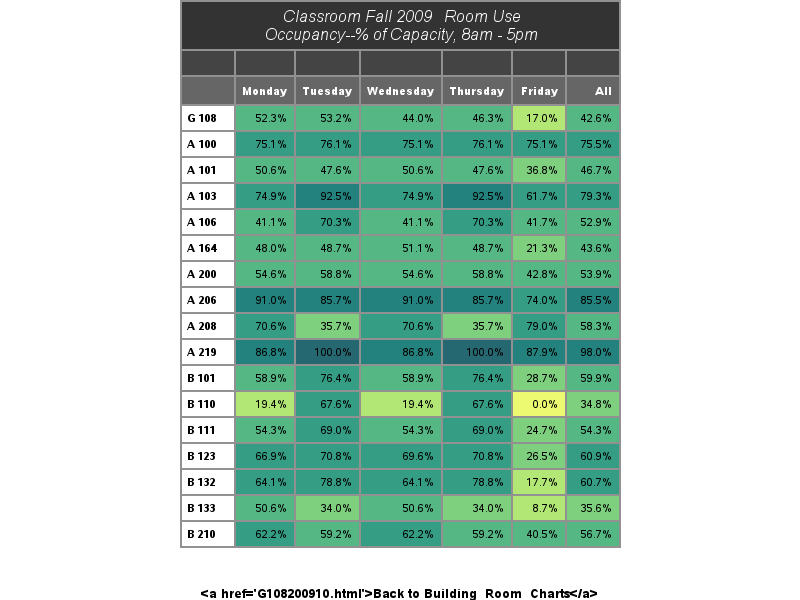 Classroom Fall 2009 Room Use
Occupancy--% of Capacity, 8am - 5pm
Monday Tuesday Wednesday Thursday Friday All
G 108 52.3% 53.2% 44.0% 46.3% 17.0% 42.6%
A 100 75.1% 76.1% 75.1% 76.1% 75.1% 75.5%
A 101 50.6% 47.6% 50.6% 47.6% 36.8% 46.7%
A 103 74.9% 92.5% 74.9% 92.5% 61.7% 79.3%
A 106 41.1% 70.3% 41.1% 70.3% 41.7% 52.9%
A 164 48.0% 48.7% 51.1% 48.7% 21.3% 43.6%
A 200 54.6% 58.8% 54.6% 58.8% 42.8% 53.9%
A 206 91.0% 85.7% 91.0% 85.7% 74.0% 85.5%
A 208 70.6% 35.7% 70.6% 35.7% 79.0% 58.3%
A 219 86.8% 100.0% 86.8% 100.0% 87.9% 98.0%
B 101 58.9% 76.4% 58.9% 76.4% 28.7% 59.9%
B 110 19.4% 67.6% 19.4% 67.6% 0.0% 34.8%
B 111 54.3% 69.0% 54.3% 69.0% 24.7% 54.3%
B 123 66.9% 70.8% 69.6% 70.8% 26.5% 60.9%
B 132 64.1% 78.8% 64.1% 78.8% 17.7% 60.7%
B 133 50.6% 34.0% 50.6% 34.0% 8.7% 35.6%
B 210 62.2% 59.2% 62.2% 59.2% 40.5% 56.7%
<a href='G108200910.html'>Back to Building Room Charts</a>